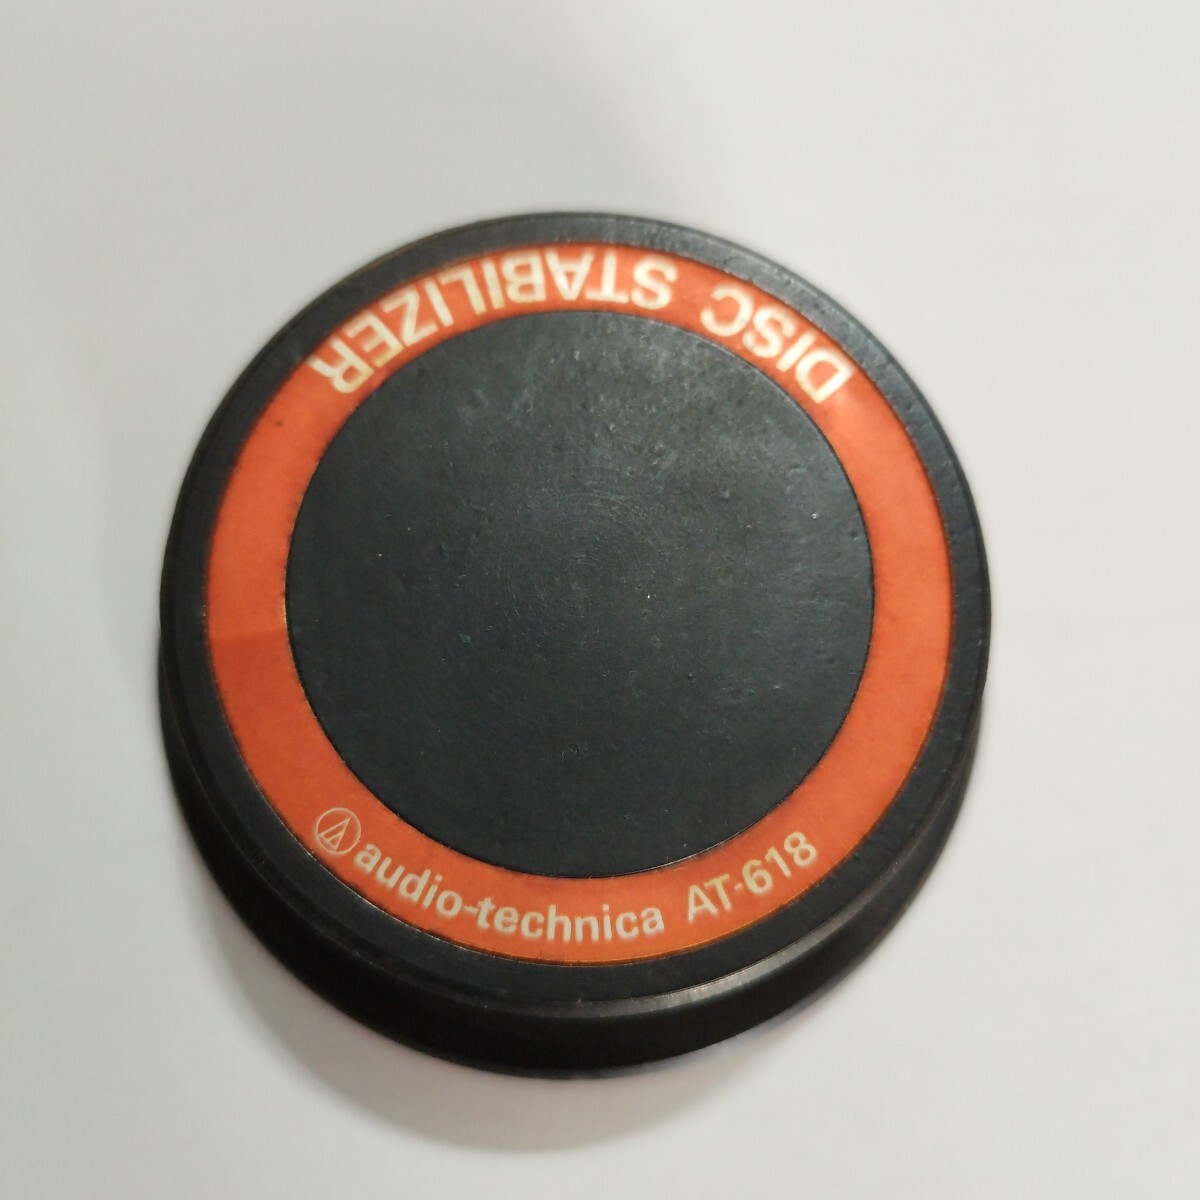 DISC STABILIZER
audio-technica AT-618